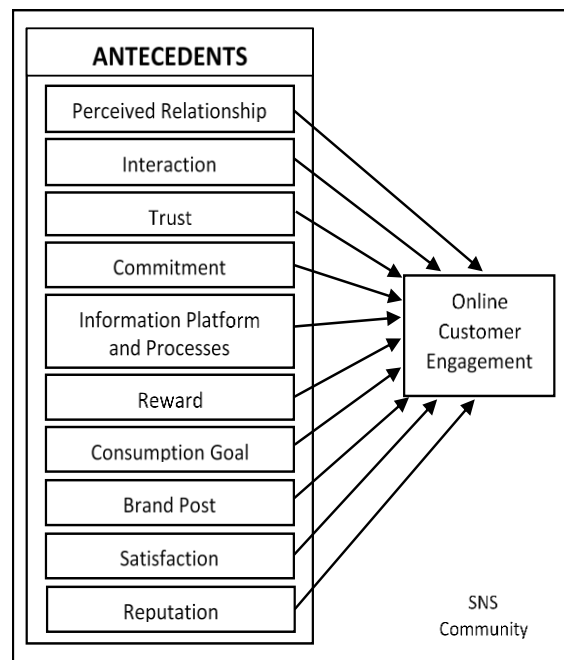 ANTECEDENTS
Perceived Relationship
Interaction
Trust
Commitment
Information Platform
and Processes
Reward
Consumption Goal
Brand Post
Satisfaction
Reputation
Online
Customer
Engagement
SNS
Community